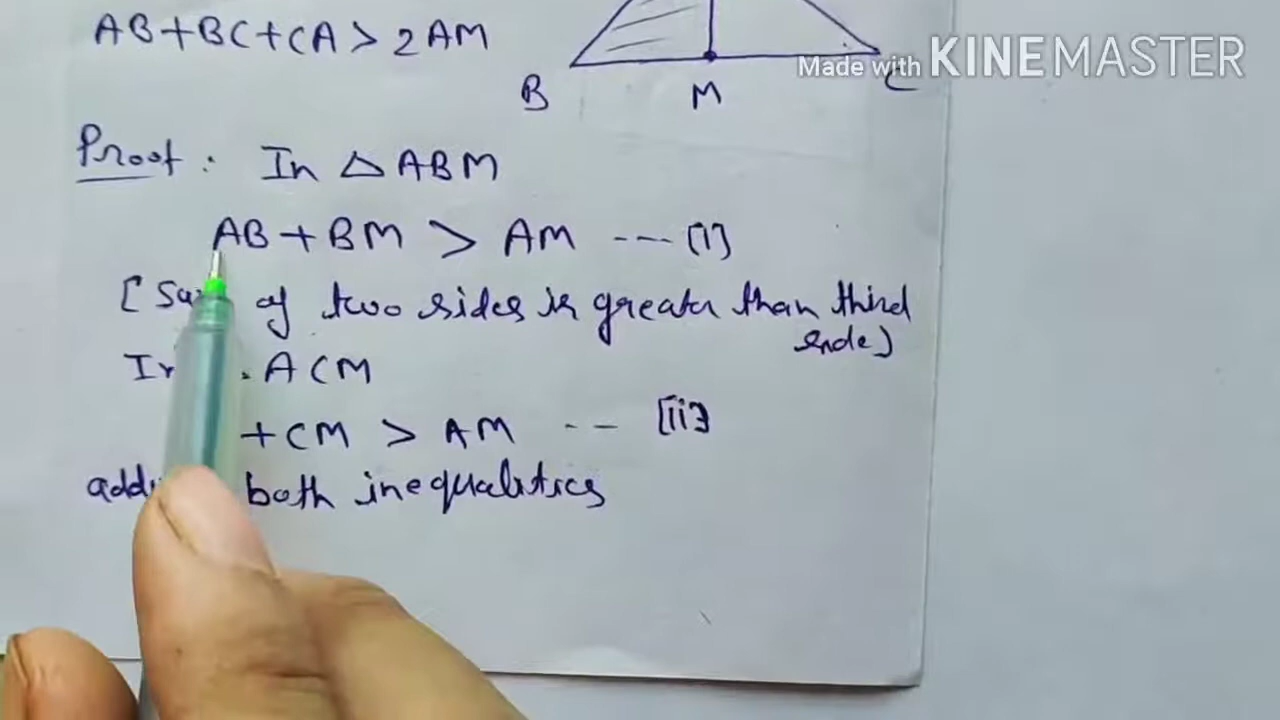 AB+BC+CA > 2AM
Made with KINEMASTER
B M C
Proof : In △ABM
AB + BM > AM --- [i]
[ of two sides is greater than third
side]
ACM
+CM > AM -- [ii]
both inequalities